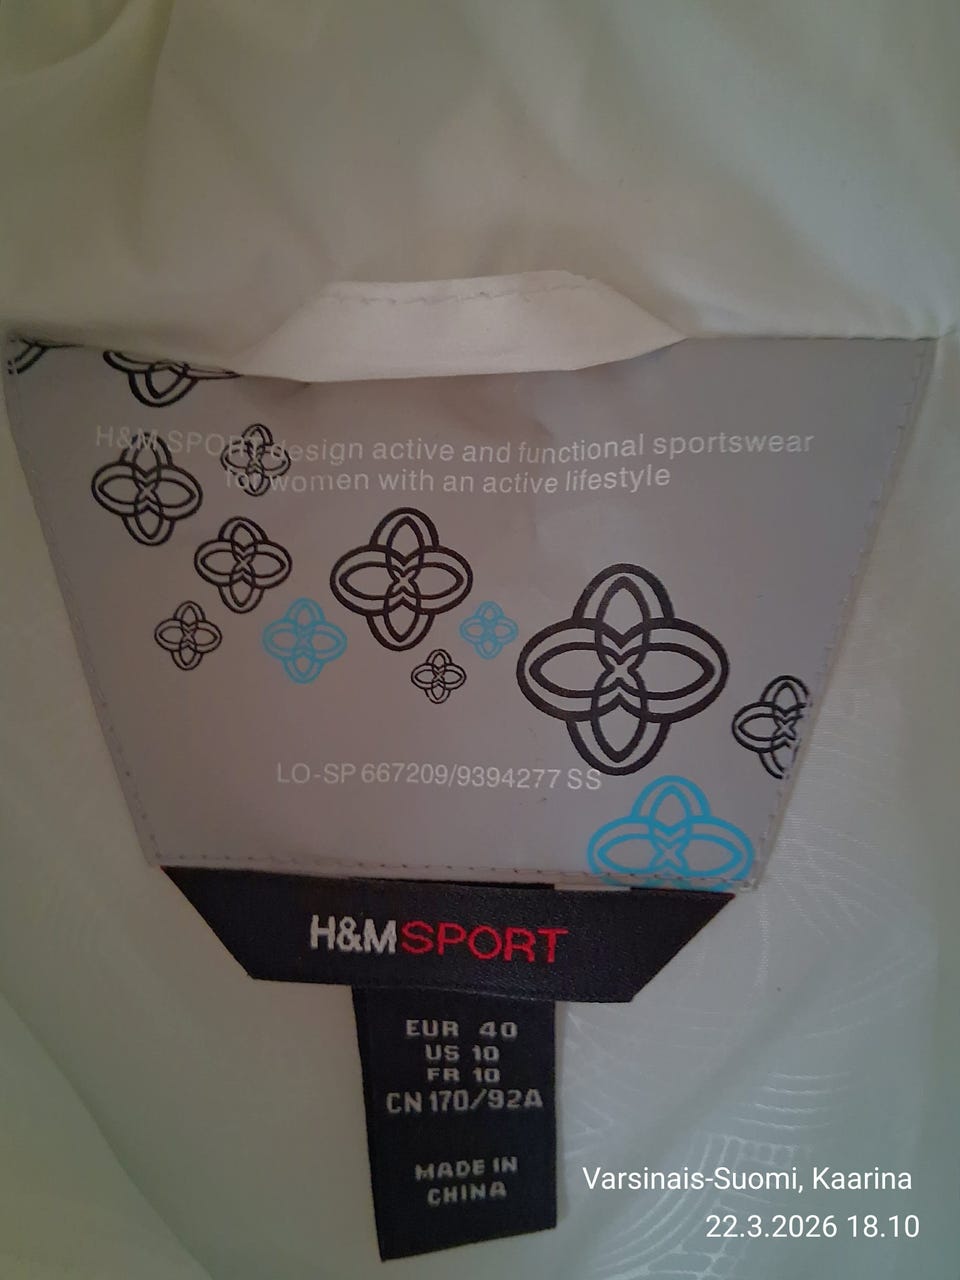 H&M SPORT design active and functional sportswear
for women with an active lifestyle
LO-SP 667209/9394277 SS
H&M SPORT
EUR 40
US 10
FR 10
CN 170/92A
MADE IN
CHINA
Varsinais-Suomi, Kaarina
22.3.2026 18.10